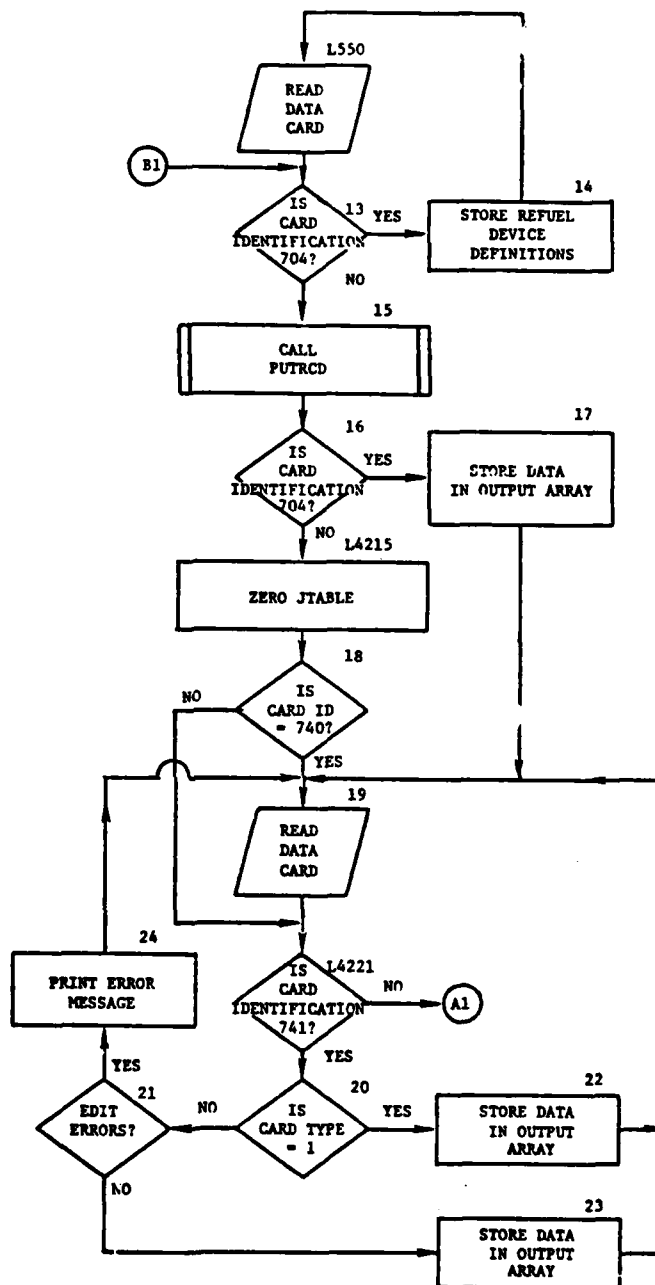 L550
READ
DATA
CARD
B1
IS
CARD
IDENTIFICATION
704?
13
YES
NO
14
STORE REFUEL
DEVICE
DEFINITIONS
15
CALL
PUTRCD
16
IS
CARD
IDENTIFICATION
704?
YES
NO
17
STORE DATA
IN OUTPUT ARRAY
L4215
ZERO JTABLE
18
IS
CARD ID
= 740?
NO
YES
19
READ
DATA
CARD
24
PRINT ERROR
MESSAGE
L4221
IS
CARD
IDENTIFICATION
741?
NO
A1
YES
YES
21
EDIT
ERRORS?
NO
NO
20
IS
CARD TYPE
= 1
YES
22
STORE DATA
IN OUTPUT
ARRAY
23
STORE DATA
IN OUTPUT
ARRAY